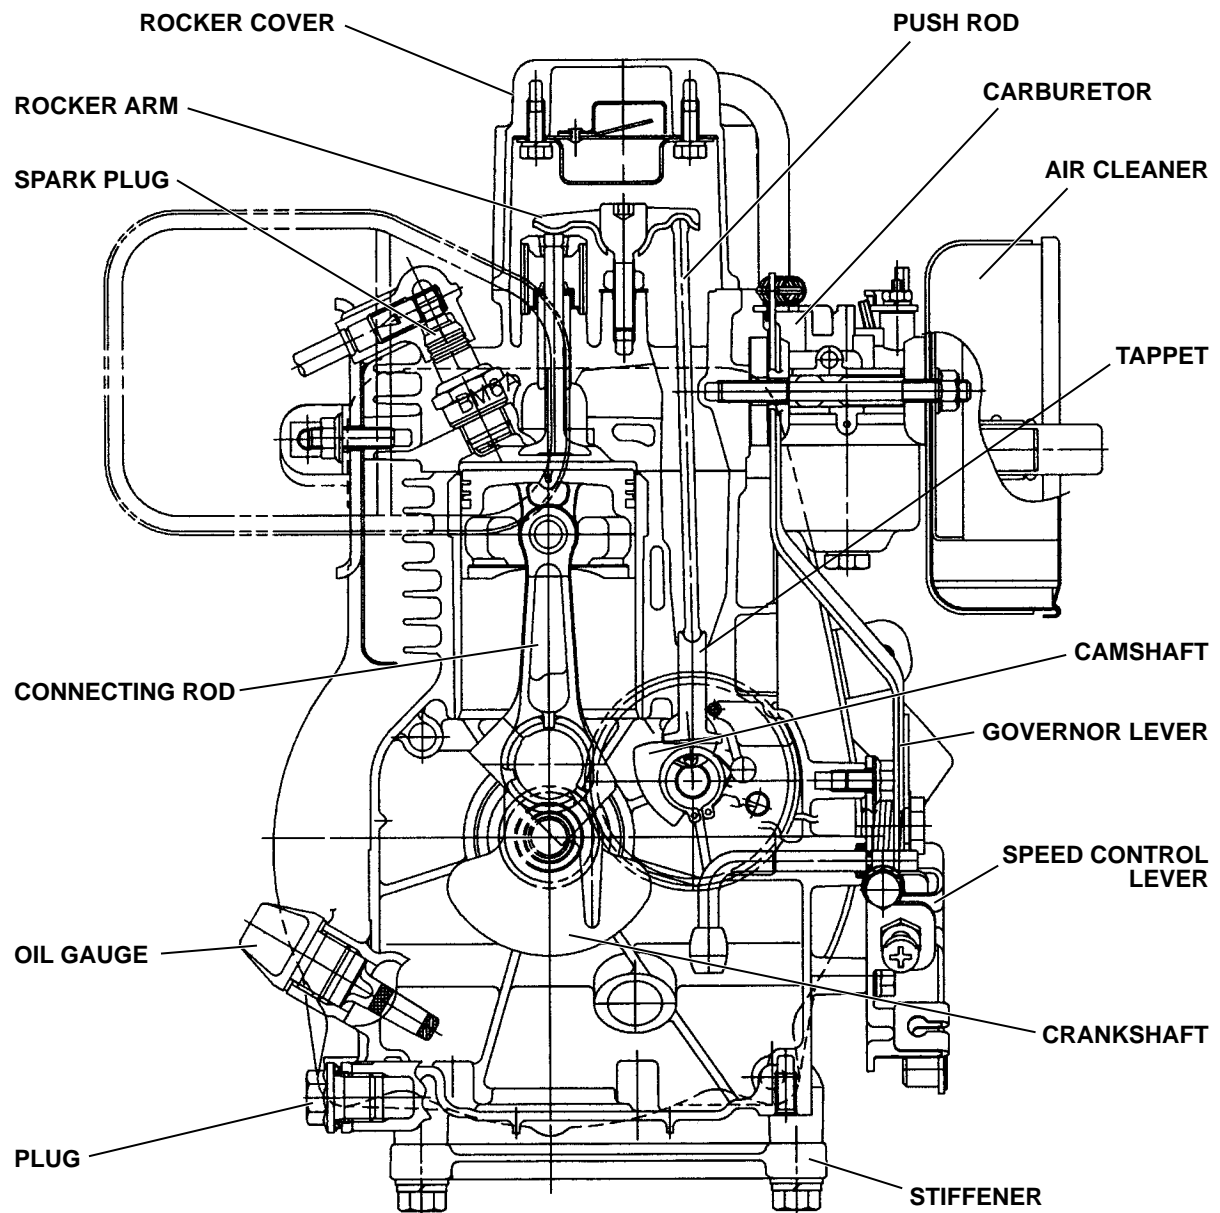 ROCKER COVER
PUSH ROD
ROCKER ARM
CARBURETOR
SPARK PLUG
AIR CLEANER
TAPPET
BM6A
CONNECTING ROD
CAMSHAFT
GOVERNOR LEVER
SPEED CONTROL
LEVER
OIL GAUGE
CRANKSHAFT
PLUG
STIFFENER